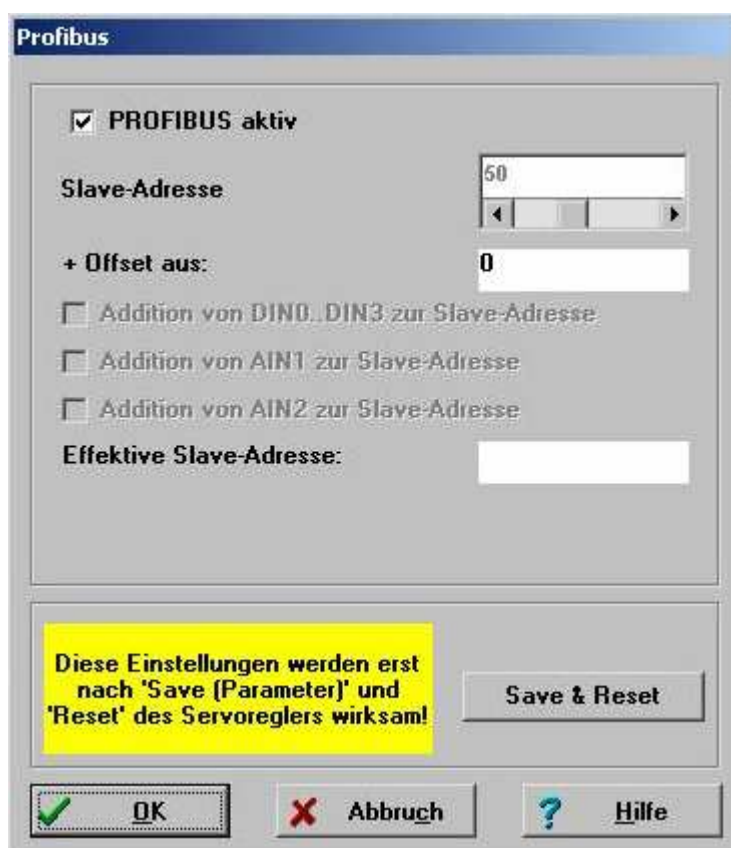 Profibus
PROFIBUS aktiv
Slave-Adresse
50
+ Offset aus:
0
Addition von DIN0..DIN3 zur Slave-Adresse
Addition von AIN1 zur Slave-Adresse
Addition von AIN2 zur Slave-Adresse
Effektive Slave-Adresse:
Diese Einstellungen werden erst
nach 'Save (Parameter)' und
'Reset' des Servoreglers wirksam!
Save & Reset
OK
Abbruch
Hilfe